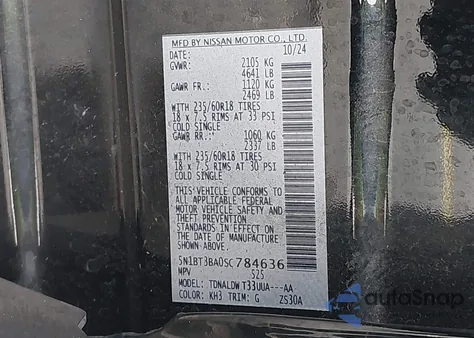 MFD BY NISSAN MOTOR CO., LTD.
DATE: 10/24
GVWR: 2105 KG
4641 LB
GAWR FR.: 1120 KG
2469 LB
WITH 235/60R18 TIRES
18 x 7.5 RIMS AT 33 PSI
COLD SINGLE
GAWR RR.: 1060 KG
2337 LB
WITH 235/60R18 TIRES
18 x 7.5 RIMS AT 30 PSI
COLD SINGLE
THIS VEHICLE CONFORMS TO
ALL APPLICABLE FEDERAL
MOTOR VEHICLE SAFETY
AND THEFT PREVENTION
STANDARDS IN EFFECT ON
THE DATE OF MANUFACTURE
SHOWN ABOVE.
5N1BT3BA0SC784636
MPV S25
MODEL: TDNALDWT33UUA---AA
COLOR: KH3 TRIM: G 2S30A
autoSnap